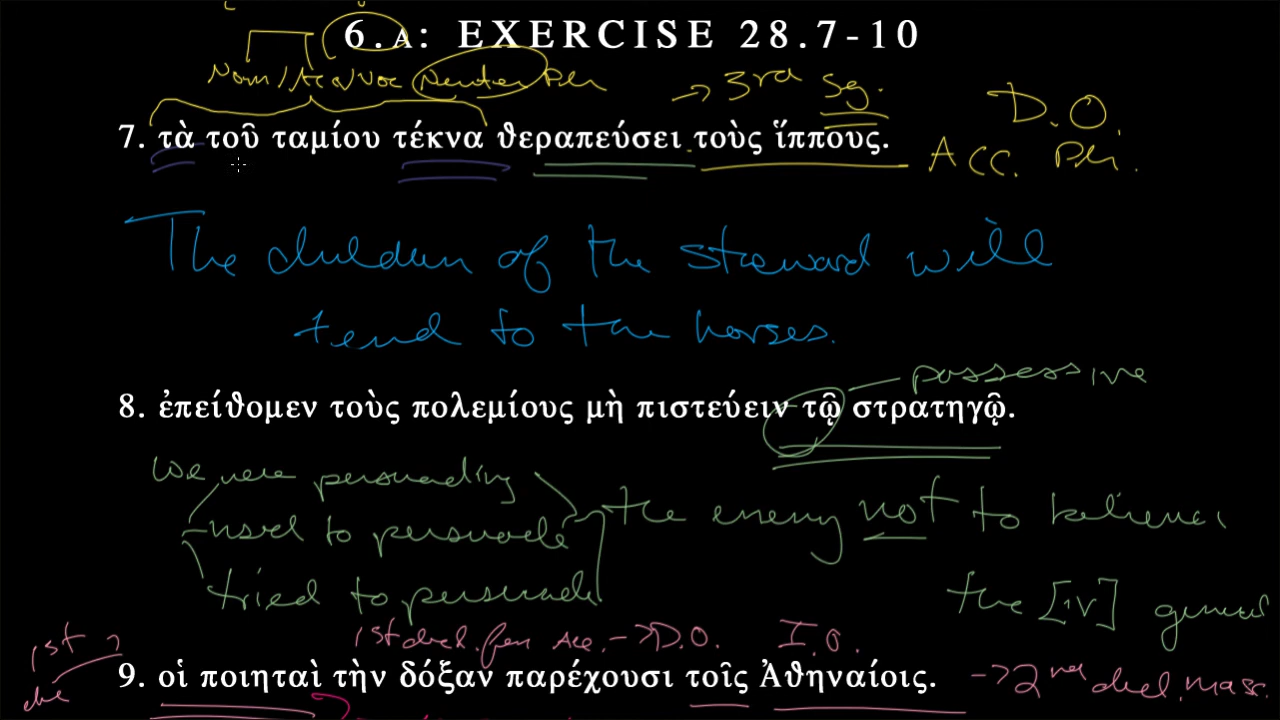 6.A: EXERCISE 28.7-10
Nom/Acc/Voc Neuter Pl. → 3rd Sg. D.O.
7. τὰ τοῦ ταμίου τέκνα θεραπεύσει τοὺς ἵππους. Acc. Pl.
The children of the steward will
tend to the horses.
possessive
8. ἐπείθομεν τοὺς πολεμίους μὴ πιστεύειν τῷ στρατηγῷ.
we were persuading
used to persuade the enemy not to believe
tried to persuade the general
1st decl. fem Acc. → D.O. I.O.
9. οἱ ποιηταὶ τὴν δόξαν παρέχουσι τοῖς Ἀθηναίοις. → 2nd decl. masc.